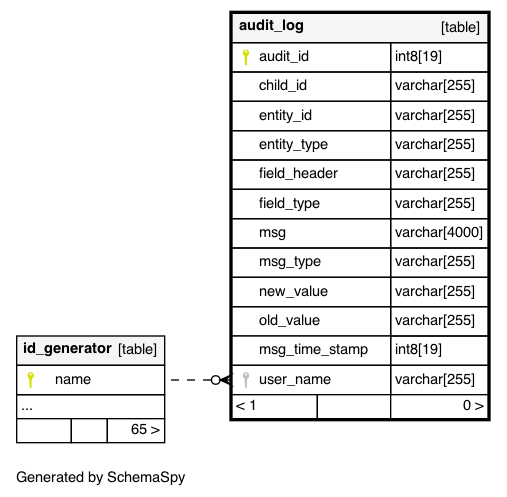 audit_log [table]
audit_id int8[19]
child_id varchar[255]
entity_id varchar[255]
entity_type varchar[255]
field_header varchar[255]
field_type varchar[255]
msg varchar[4000]
msg_type varchar[255]
new_value varchar[255]
old_value varchar[255]
msg_time_stamp int8[19]
user_name varchar[255]
< 1 0 >
id_generator [table]
name
...
65 >
Generated by SchemaSpy